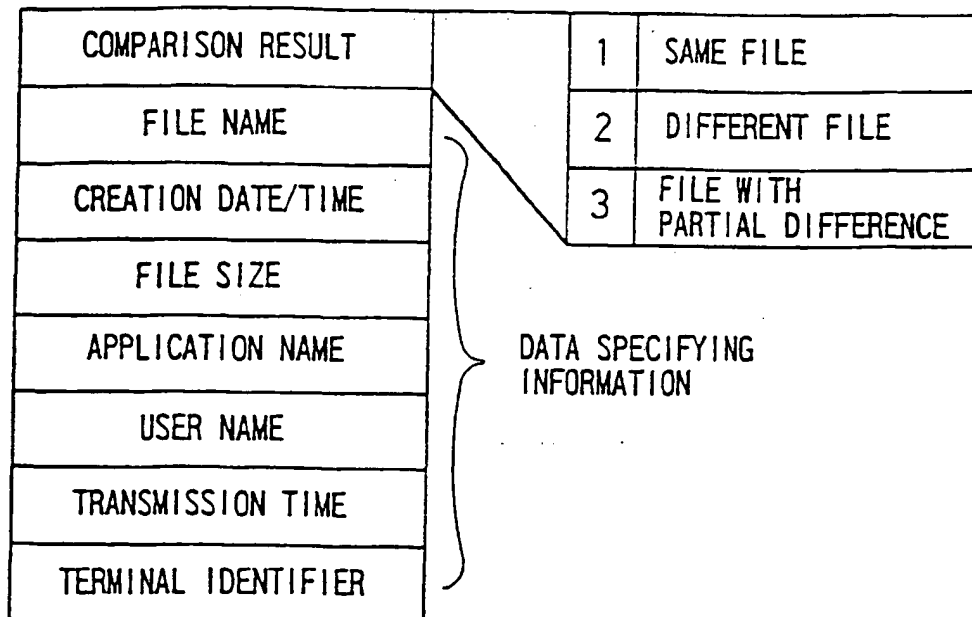 COMPARISON RESULT
FILE NAME
CREATION DATE/TIME
FILE SIZE
APPLICATION NAME
USER NAME
TRANSMISSION TIME
TERMINAL IDENTIFIER
1 SAME FILE
2 DIFFERENT FILE
3 FILE WITH
PARTIAL DIFFERENCE
DATA SPECIFYING
INFORMATION